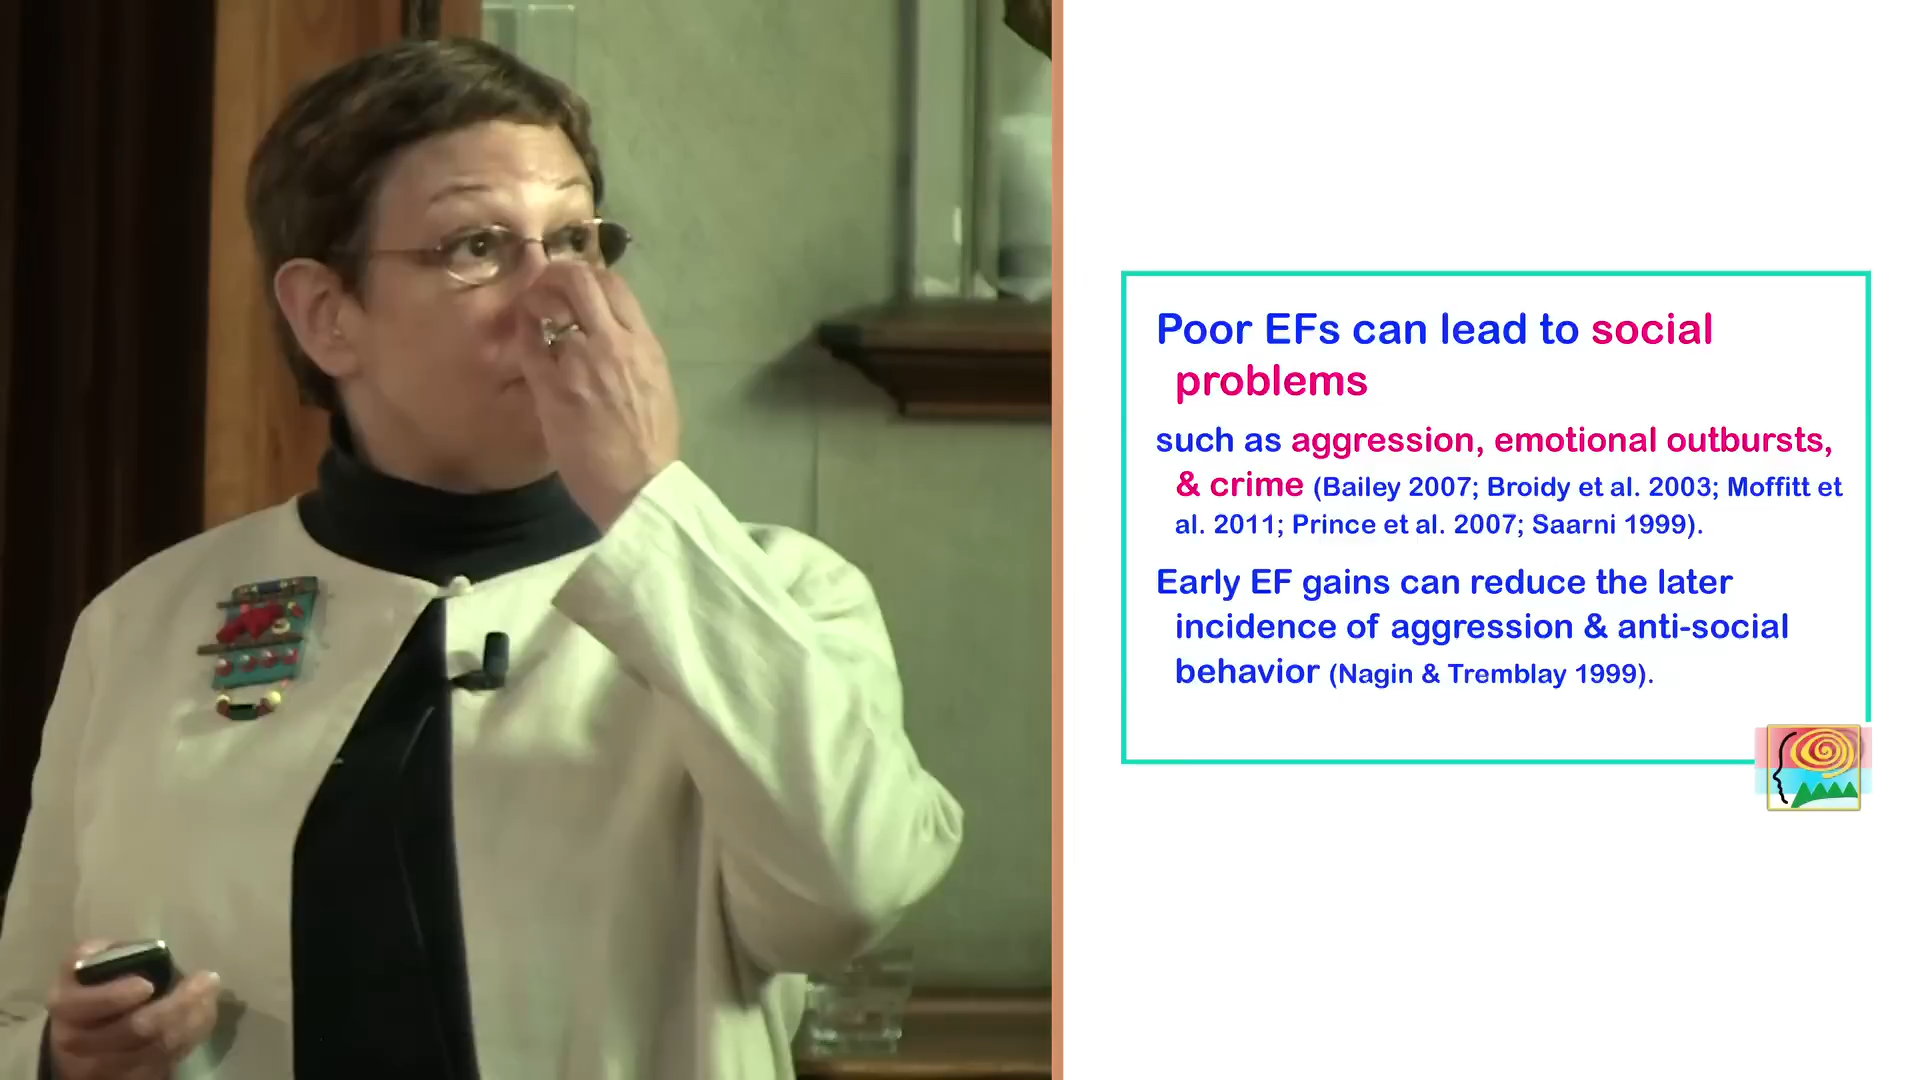 Poor EFs can lead to social
problems
such as aggression, emotional outbursts,
& crime (Bailey 2007; Broidy et al. 2003; Moffitt et
al. 2011; Prince et al. 2007; Saarni 1999).
Early EF gains can reduce the later
incidence of aggression & anti-social
behavior (Nagin & Tremblay 1999).